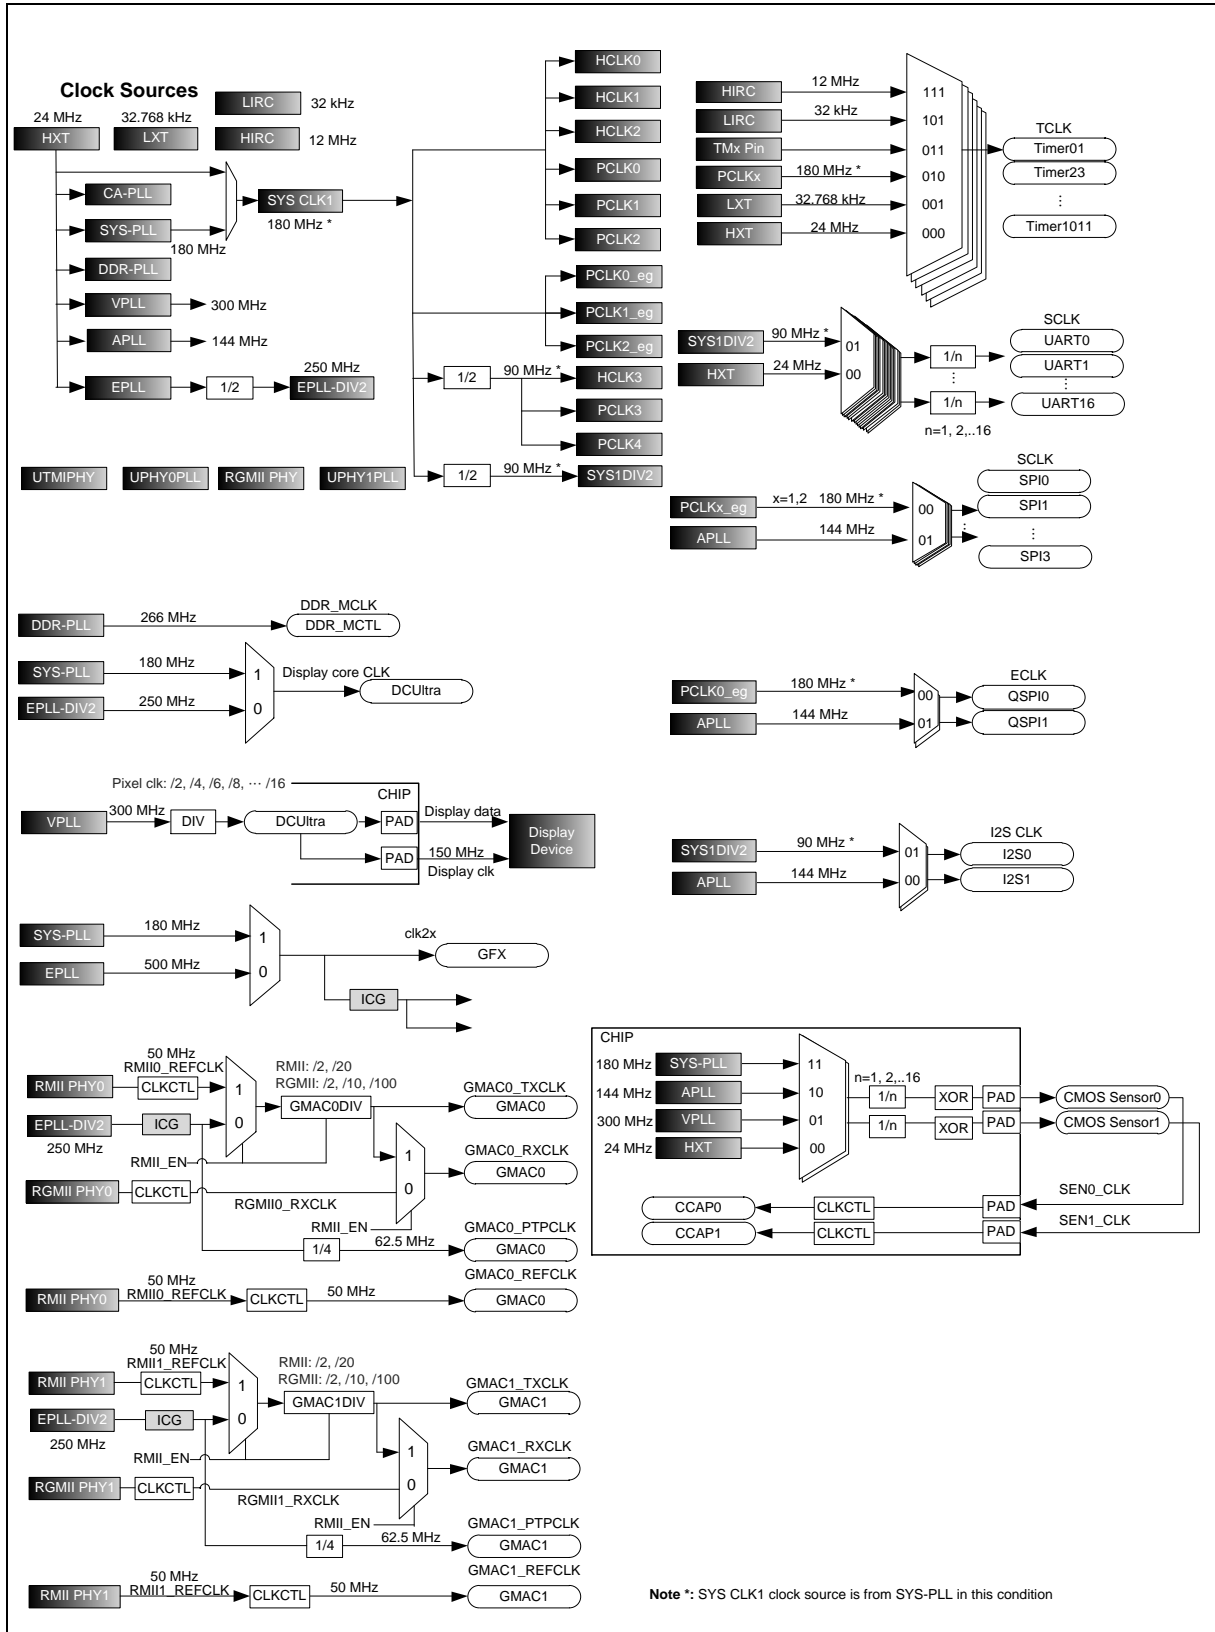 Clock Sources
LIRC
32 kHz
24 MHz
32.768 kHz
HXT
LXT
HIRC
12 MHz
CA-PLL
SYS-PLL
180 MHz
SYS CLK1
180 MHz *
DDR-PLL
VPLL
300 MHz
APLL
144 MHz
EPLL
1/2
250 MHz
EPLL-DIV2
UTMIPHY
UPHY0PLL
RGMII PHY
UPHY1PLL
HCLK0
HCLK1
HCLK2
PCLK0
PCLK1
PCLK2
PCLK0_eg
PCLK1_eg
PCLK2_eg
1/2
90 MHz *
HCLK3
PCLK3
PCLK4
1/2
90 MHz *
SYS1DIV2
HIRC
12 MHz
111
LIRC
32 kHz
101
TMx Pin
011
PCLKx
180 MHz *
010
LXT
32.768 kHz
001
HXT
24 MHz
000
TCLK
Timer01
Timer23
⋮
Timer1011
SYS1DIV2
90 MHz *
01
HXT
24 MHz
00
1/n
⋮
1/n
n=1, 2,..16
SCLK
UART0
UART1
⋮
UART16
PCLKx_eg
x=1,2
180 MHz *
00
APLL
144 MHz
01
⋮
SCLK
SPI0
SPI1
⋮
SPI3
DDR-PLL
266 MHz
DDR_MCLK
DDR_MCTL
SYS-PLL
180 MHz
1
EPLL-DIV2
250 MHz
0
Display core CLK
DCUltra
PCLK0_eg
180 MHz *
00
APLL
144 MHz
01
ECLK
QSPI0
QSPI1
Pixel clk: /2, /4, /6, /8, ··· /16
CHIP
VPLL
300 MHz
DIV
DCUltra
PAD
Display data
PAD
150 MHz
Display clk
Display
Device
SYS1DIV2
90 MHz *
01
APLL
144 MHz
00
I2S CLK
I2S0
I2S1
SYS-PLL
180 MHz
1
EPLL
500 MHz
0
clk2x
GFX
ICG
CHIP
180 MHz
SYS-PLL
11
144 MHz
APLL
10
300 MHz
VPLL
01
24 MHz
HXT
00
n=1, 2,..16
1/n
XOR
PAD
CMOS Sensor0
1/n
XOR
PAD
CMOS Sensor1
SEN0_CLK
CCAP0
CLKCTL
PAD
SEN1_CLK
CCAP1
CLKCTL
PAD
50 MHz
RMII0_REFCLK
RMII PHY0
CLKCTL
1
EPLL-DIV2
ICG
0
250 MHz
RMII: /2, /20
RGMII: /2, /10, /100
GMAC0DIV
RMII_EN
GMAC0_TXCLK
GMAC0
1
GMAC0_RXCLK
GMAC0
0
RGMII PHY0
CLKCTL
RGMII0_RXCLK
RMII_EN
1/4
62.5 MHz
GMAC0_PTPCLK
GMAC0
50 MHz
RMII0_REFCLK
RMII PHY0
CLKCTL
50 MHz
GMAC0_REFCLK
GMAC0
50 MHz
RMII1_REFCLK
RMII PHY1
CLKCTL
1
EPLL-DIV2
ICG
0
250 MHz
RMII: /2, /20
RGMII: /2, /10, /100
GMAC1DIV
RMII_EN
GMAC1_TXCLK
GMAC1
1
GMAC1_RXCLK
GMAC1
0
RGMII PHY1
CLKCTL
RGMII1_RXCLK
RMII_EN
1/4
62.5 MHz
GMAC1_PTPCLK
GMAC1
50 MHz
RMII1_REFCLK
RMII PHY1
CLKCTL
50 MHz
GMAC1_REFCLK
GMAC1
Note *: SYS CLK1 clock source is from SYS-PLL in this condition